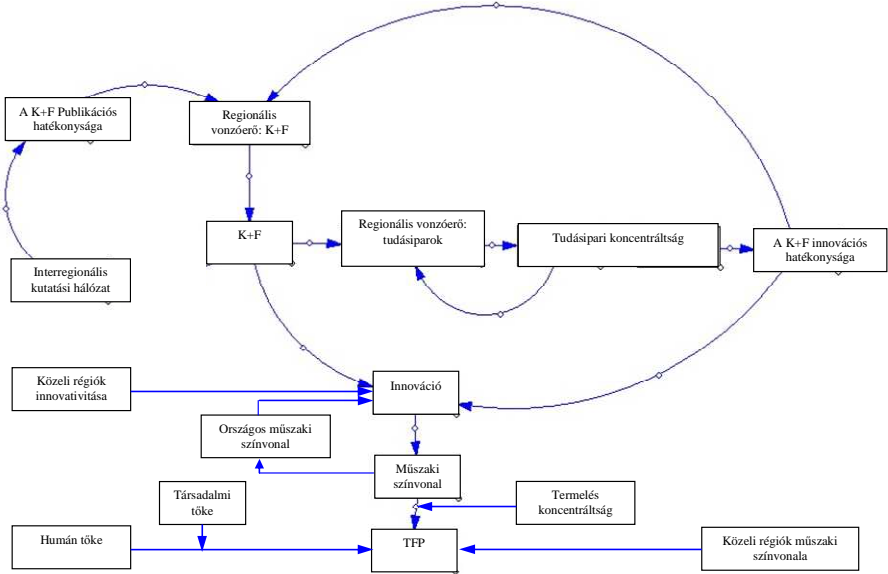 A K+F Publikációs
hatékonysága
Regionális
vonzóerő: K+F
K+F
Regionális vonzóerő:
tudásiparok
Tudásipari koncentráltság
A K+F innovációs
hatékonysága
Interregionális
kutatási hálózat
Közeli régiók
innovativitása
Innováció
Országos műszaki
színvonal
Műszaki
színvonal
Társadalmi
tőke
Termelés
koncentráltság
Humán tőke
TFP
Közeli régiók műszaki
színvonala